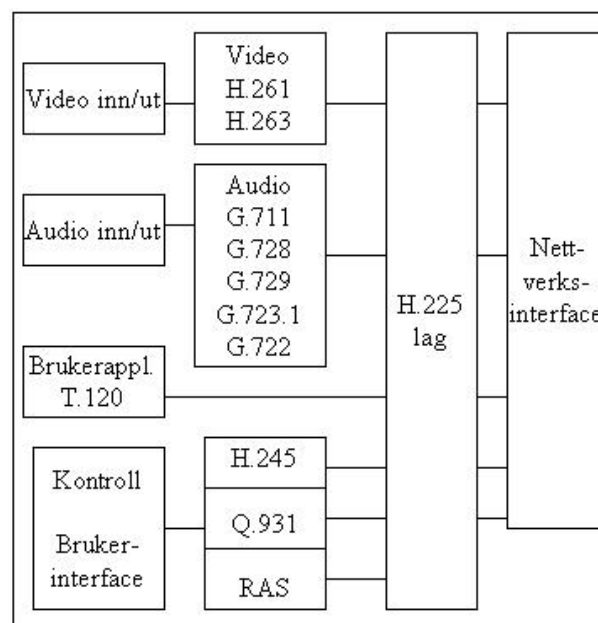 Video inn/ut
Video
H.261
H.263
Audio inn/ut
Audio
G.711
G.728
G.729
G.723.1
G.722
Brukerappl.
T.120
Kontroll
Bruker-
interface
H.245
Q.931
RAS
H.225
lag
Nett-
verks-
interface